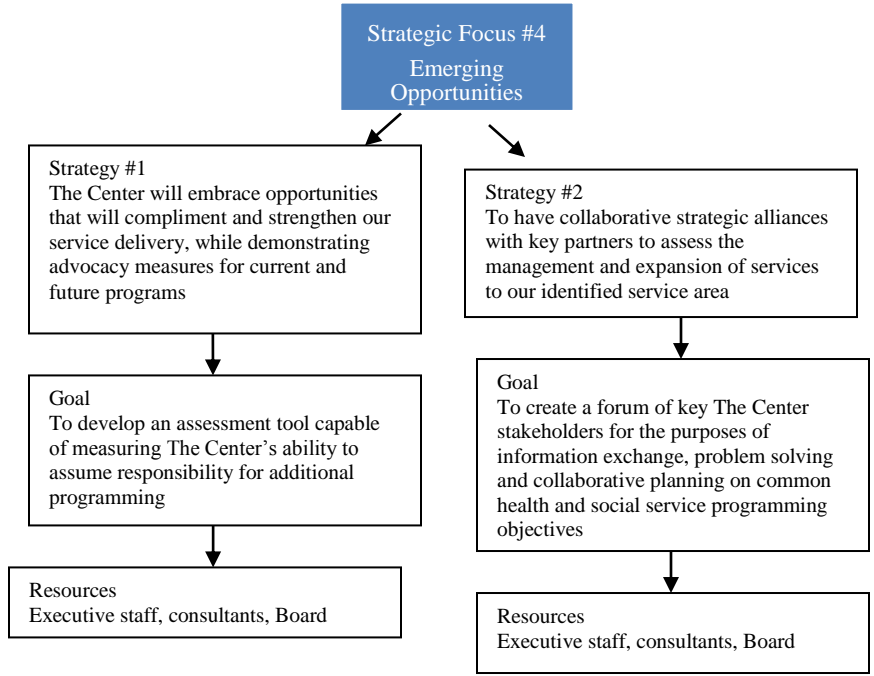 Strategic Focus #4
Emerging
Opportunities
Strategy #1
The Center will embrace opportunities
that will compliment and strengthen our
service delivery, while demonstrating
advocacy measures for current and
future programs
Strategy #2
To have collaborative strategic alliances
with key partners to assess the
management and expansion of services
to our identified service area
Goal
To develop an assessment tool capable
of measuring The Center’s ability to
assume responsibility for additional
programming
Goal
To create a forum of key The Center
stakeholders for the purposes of
information exchange, problem solving
and collaborative planning on common
health and social service programming
objectives
Resources
Executive staff, consultants, Board
Resources
Executive staff, consultants, Board